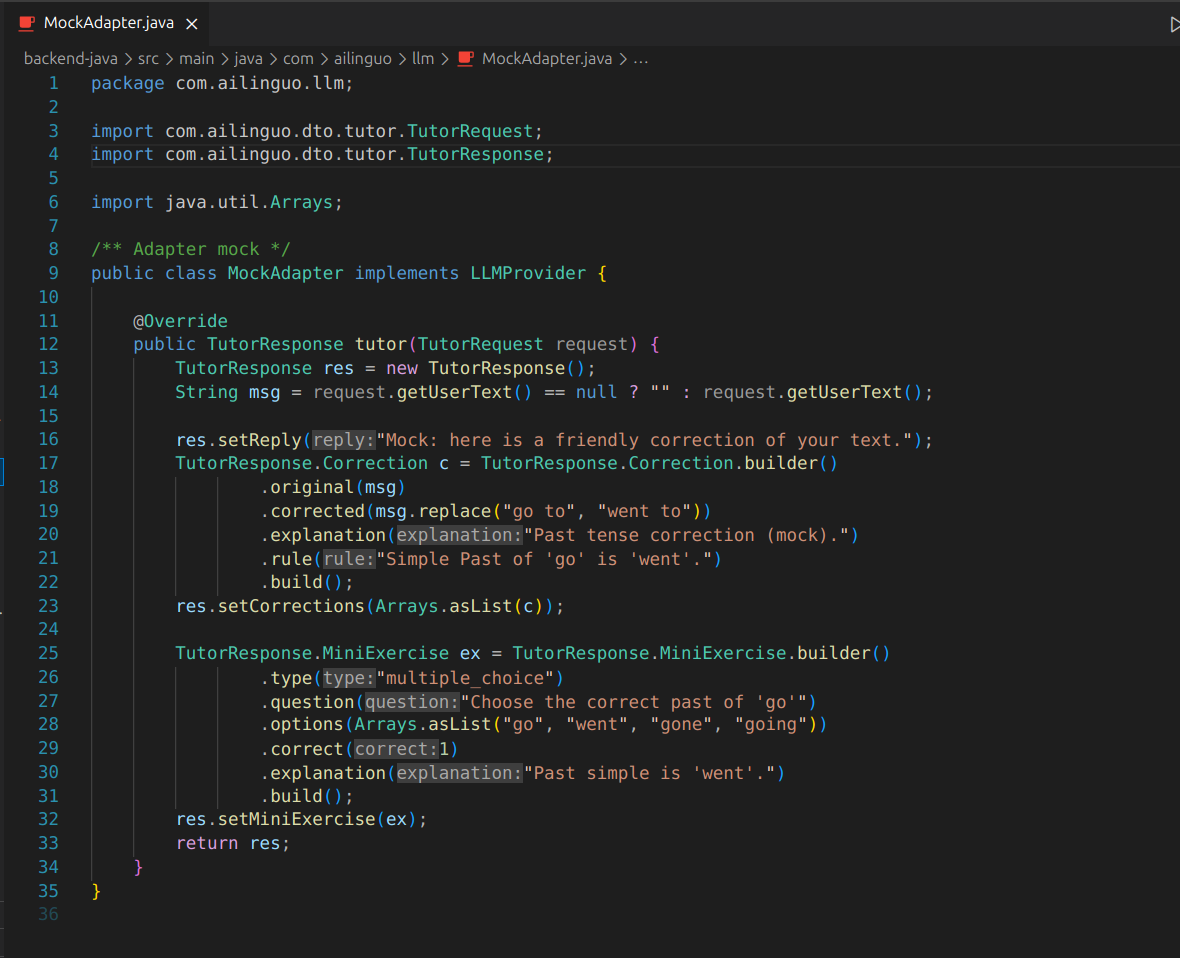 MockAdapter.java ×
backend-java > src > main > java > com > ailinguo > llm > MockAdapter.java > ...
1 package com.ailinguo.llm;
2
3 import com.ailinguo.dto.tutor.TutorRequest;
4 import com.ailinguo.dto.tutor.TutorResponse;
5
6 import java.util.Arrays;
7
8 /** Adapter mock */
9 public class MockAdapter implements LLMProvider {
10
11     @Override
12     public TutorResponse tutor(TutorRequest request) {
13         TutorResponse res = new TutorResponse();
14         String msg = request.getUserText() == null ? "" : request.getUserText();
15
16         res.setReply(reply:"Mock: here is a friendly correction of your text.");
17         TutorResponse.Correction c = TutorResponse.Correction.builder()
18                 .original(msg)
19                 .corrected(msg.replace("go to", "went to"))
20                 .explanation(explanation:"Past tense correction (mock).")
21                 .rule(rule:"Simple Past of 'go' is 'went'.")
22                 .build();
23         res.setCorrections(Arrays.asList(c));
24
25         TutorResponse.MiniExercise ex = TutorResponse.MiniExercise.builder()
26                 .type(type:"multiple_choice")
27                 .question(question:"Choose the correct past of 'go'")
28                 .options(Arrays.asList("go", "went", "gone", "going"))
29                 .correct(correct:1)
30                 .explanation(explanation:"Past simple is 'went'.")
31                 .build();
32         res.setMiniExercise(ex);
33         return res;
34     }
35 }
36